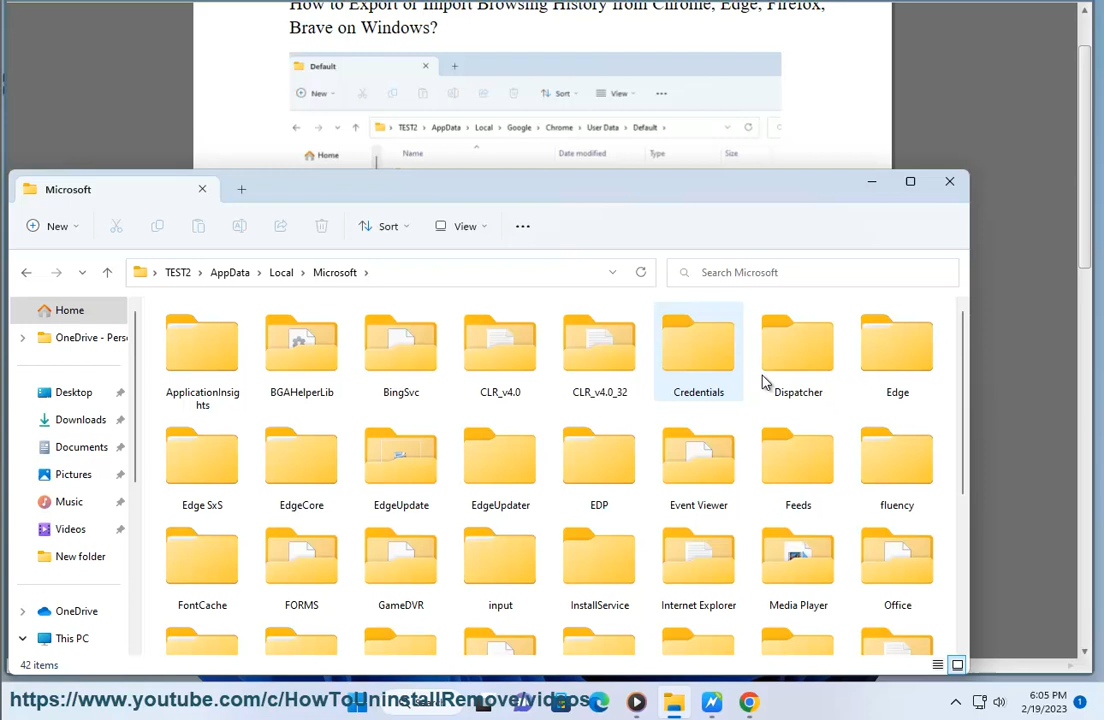 How to Export or Import Browsing History from Chrome, Edge, Firefox,
Brave on Windows?
Default
New
Sort
View
TEST2
AppData
Local
Google
Chrome
User Data
Default
Home
Name
Date modified
Type
Size
Microsoft
New
Sort
View
TEST2
AppData
Local
Microsoft
Search Microsoft
Home
OneDrive - Perso
Desktop
Downloads
Documents
Pictures
Music
Videos
New folder
OneDrive
This PC
ApplicationInsig
hts
BGAHelperLib
BingSvc
CLR_v4.0
CLR_v4.0_32
Credentials
Dispatcher
Edge
Edge SxS
EdgeCore
EdgeUpdate
EdgeUpdater
EDP
Event Viewer
Feeds
fluency
FontCache
FORMS
GameDVR
input
InstallService
Internet Explorer
Media Player
Office
42 items
https://www.youtube.com/c/HowToUninstallRemove/videos
6:05 PM
2/19/2023
1